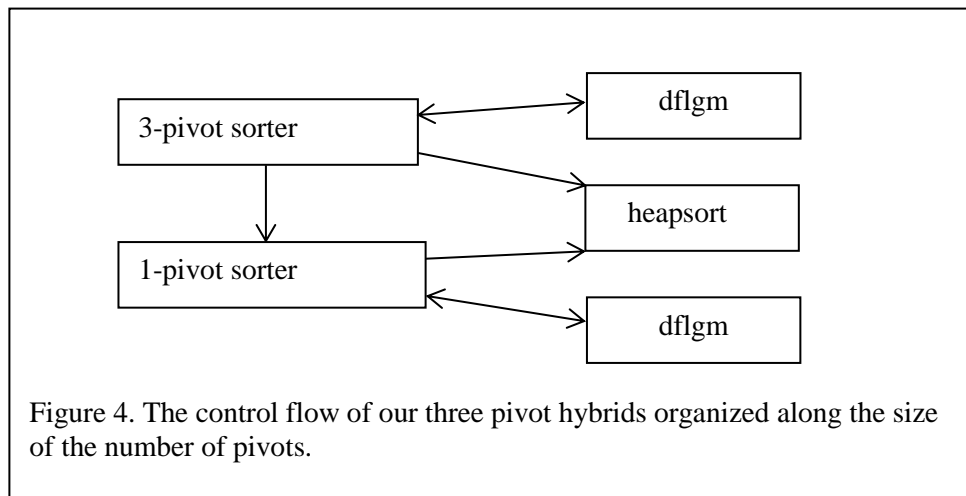 dflgm
3-pivot sorter
heapsort
1-pivot sorter
dflgm
Figure 4. The control flow of our three pivot hybrids organized along the size
of the number of pivots.